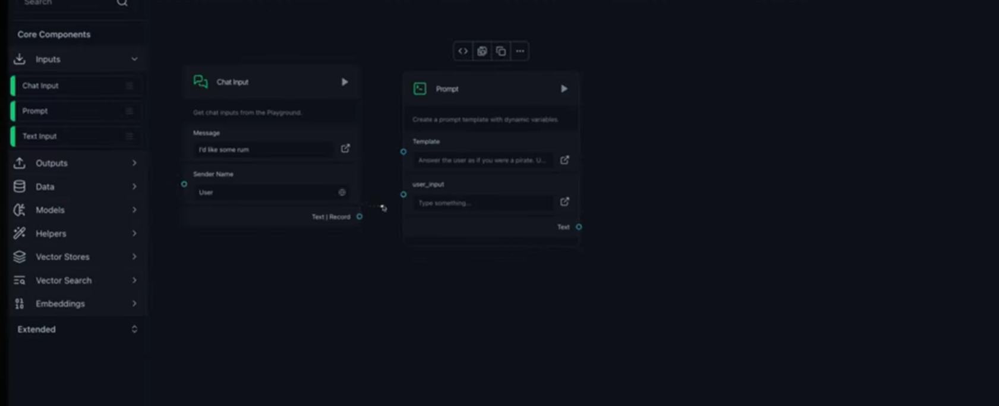 Search
Core Components
Inputs
Chat Input
Prompt
Text Input
Outputs
Data
Models
Helpers
Vector Stores
Vector Search
Embeddings
Extended
Chat Input
Get chat inputs from the Playground.
Message
I'd like some rum
Sender Name
User
Text | Record
Prompt
Create a prompt template with dynamic variables.
Template
Answer the user as if you were a pirate. U...
user_input
Type something...
Text